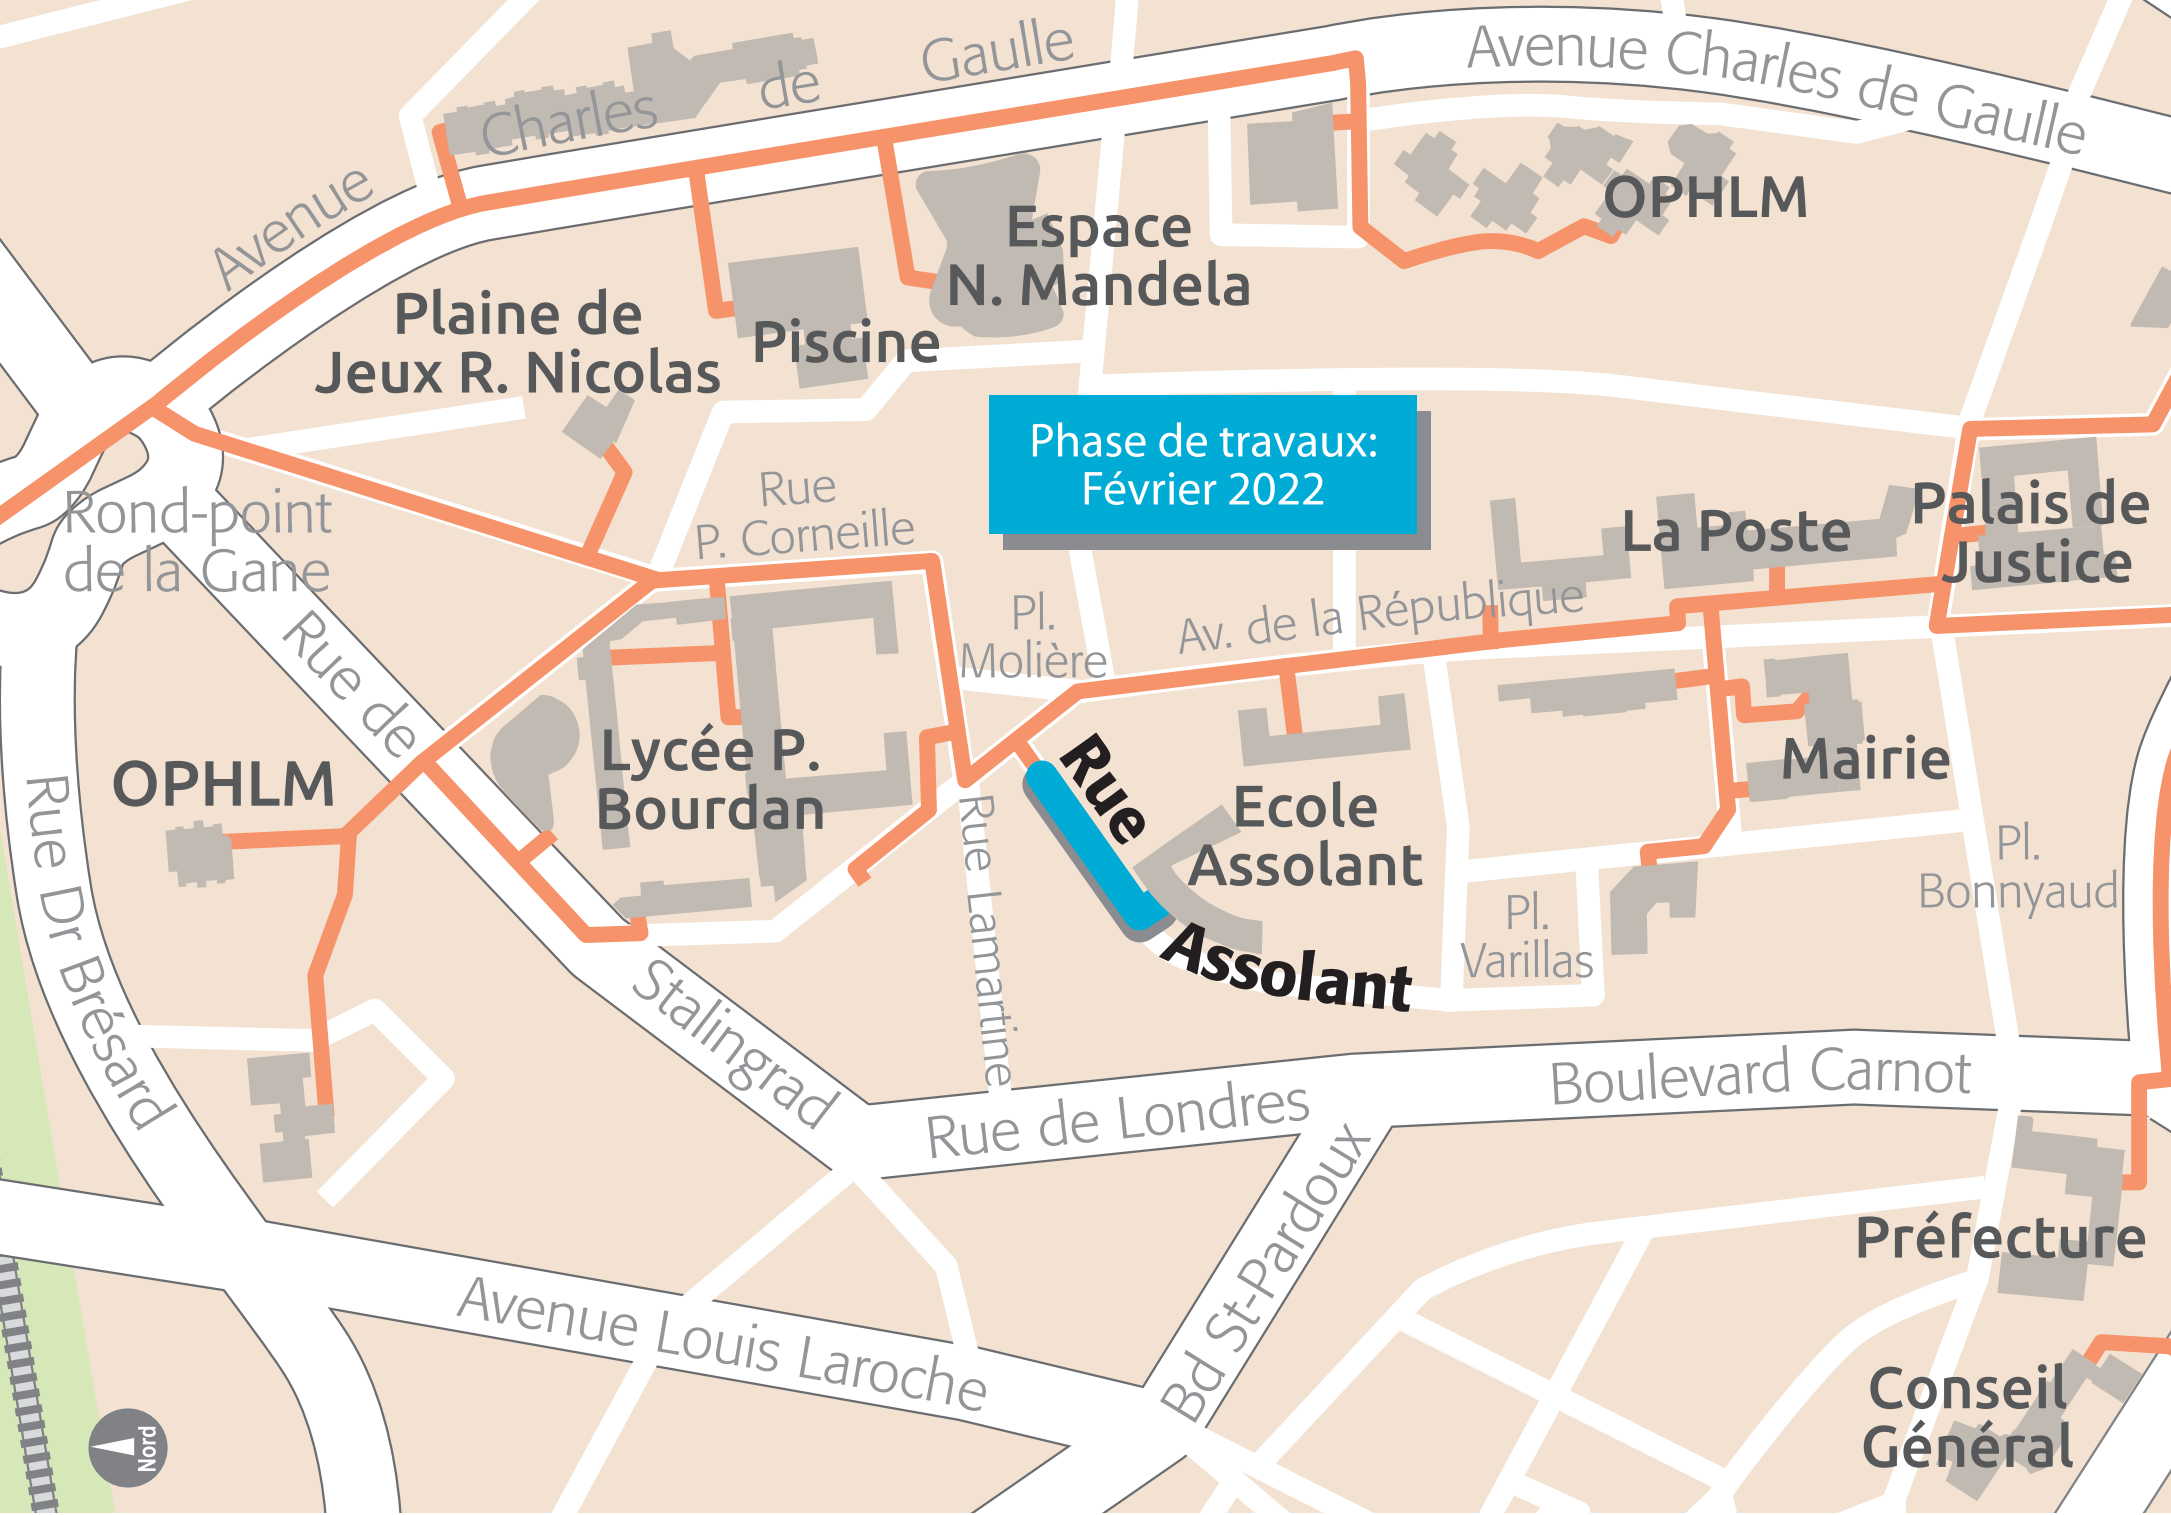 Avenue Charles de Gaulle
Avenue Charles de Gaulle
Espace
N. Mandela
OPHLM
Plaine de
Jeux R. Nicolas
Piscine
Phase de travaux:
Février 2022
Rond-point
de la Gane
Rue
P. Corneille
La Poste
Palais de
Justice
Pl.
Molière
Av. de la République
Rue de Stalingrad
Lycée P.
Bourdan
OPHLM
Rue Assolant
Ecole
Assolant
Mairie
Rue Dr Brésard
Rue Lamartine
Pl.
Varillas
Pl.
Bonnyaud
Rue de Londres
Boulevard Carnot
Bd St-Pardoux
Préfecture
Avenue Louis Laroche
Conseil
Général
Nord